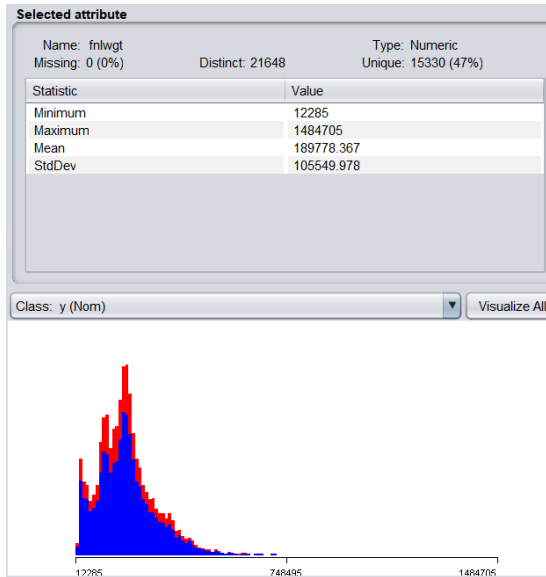 Selected attribute
Name: fnlwgt Type: Numeric
Missing: 0 (0%) Distinct: 21648 Unique: 15330 (47%)
Statistic Value
Minimum 12285
Maximum 1484705
Mean 189778.367
StdDev 105549.978
Class: y (Nom) Visualize All
12285 748495 1484705